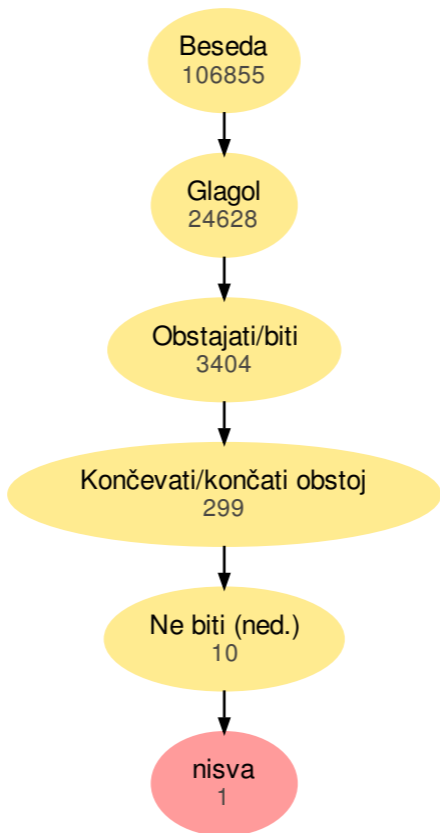 Beseda
106855
Glagol
24628
Obstajati/biti
3404
Končevati/končati obstoj
299
Ne biti (ned.)
10
nisva
1